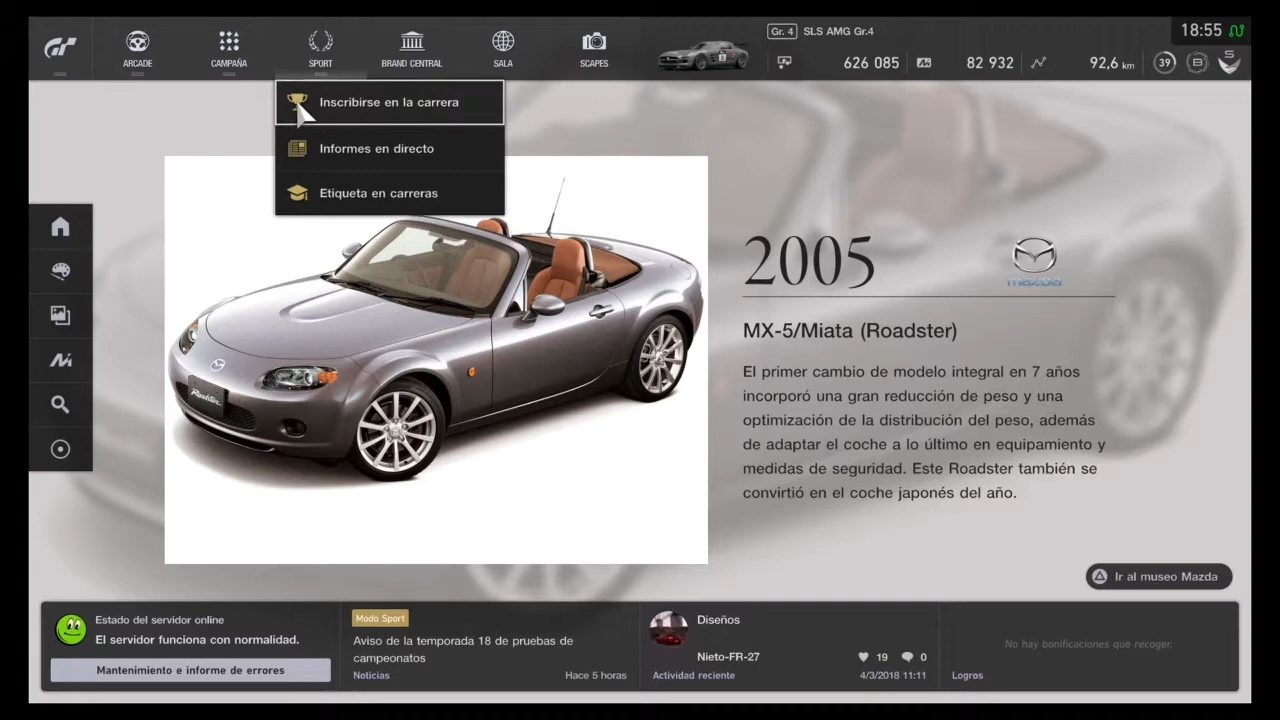 ARCADE
CAMPAÑA
SPORT
BRAND CENTRAL
SALA
SCAPES
Gr. 4 SLS AMG Gr.4
626 085
82 932
92,6 km
39
B
S
18:55
Inscribirse en la carrera
Informes en directo
Etiqueta en carreras
Roadster
2005
mazda
MX-5/Miata (Roadster)
El primer cambio de modelo integral en 7 años
incorporó una gran reducción de peso y una
optimización de la distribución del peso, además
de adaptar el coche a lo último en equipamiento y
medidas de seguridad. Este Roadster también se
convirtió en el coche japonés del año.
Ir al museo Mazda
Estado del servidor online
El servidor funciona con normalidad.
Mantenimiento e informe de errores
Modo Sport
Aviso de la temporada 18 de pruebas de
campeonatos
Noticias
Hace 5 horas
Diseños
Nieto-FR-27
19
0
Actividad reciente
4/3/2018 11:11
No hay bonificaciones que recoger.
Logros